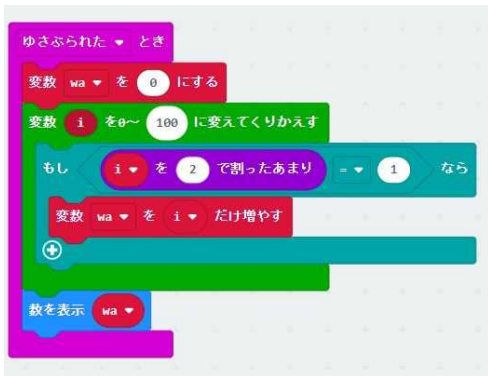 ゆさぶられた とき
変数 wa を 0 にする
変数 i を0〜 100 に変えてくりかえす
もし i を 2 で割ったあまり = 1 なら
変数 wa を i だけ増やす
数を表示 wa